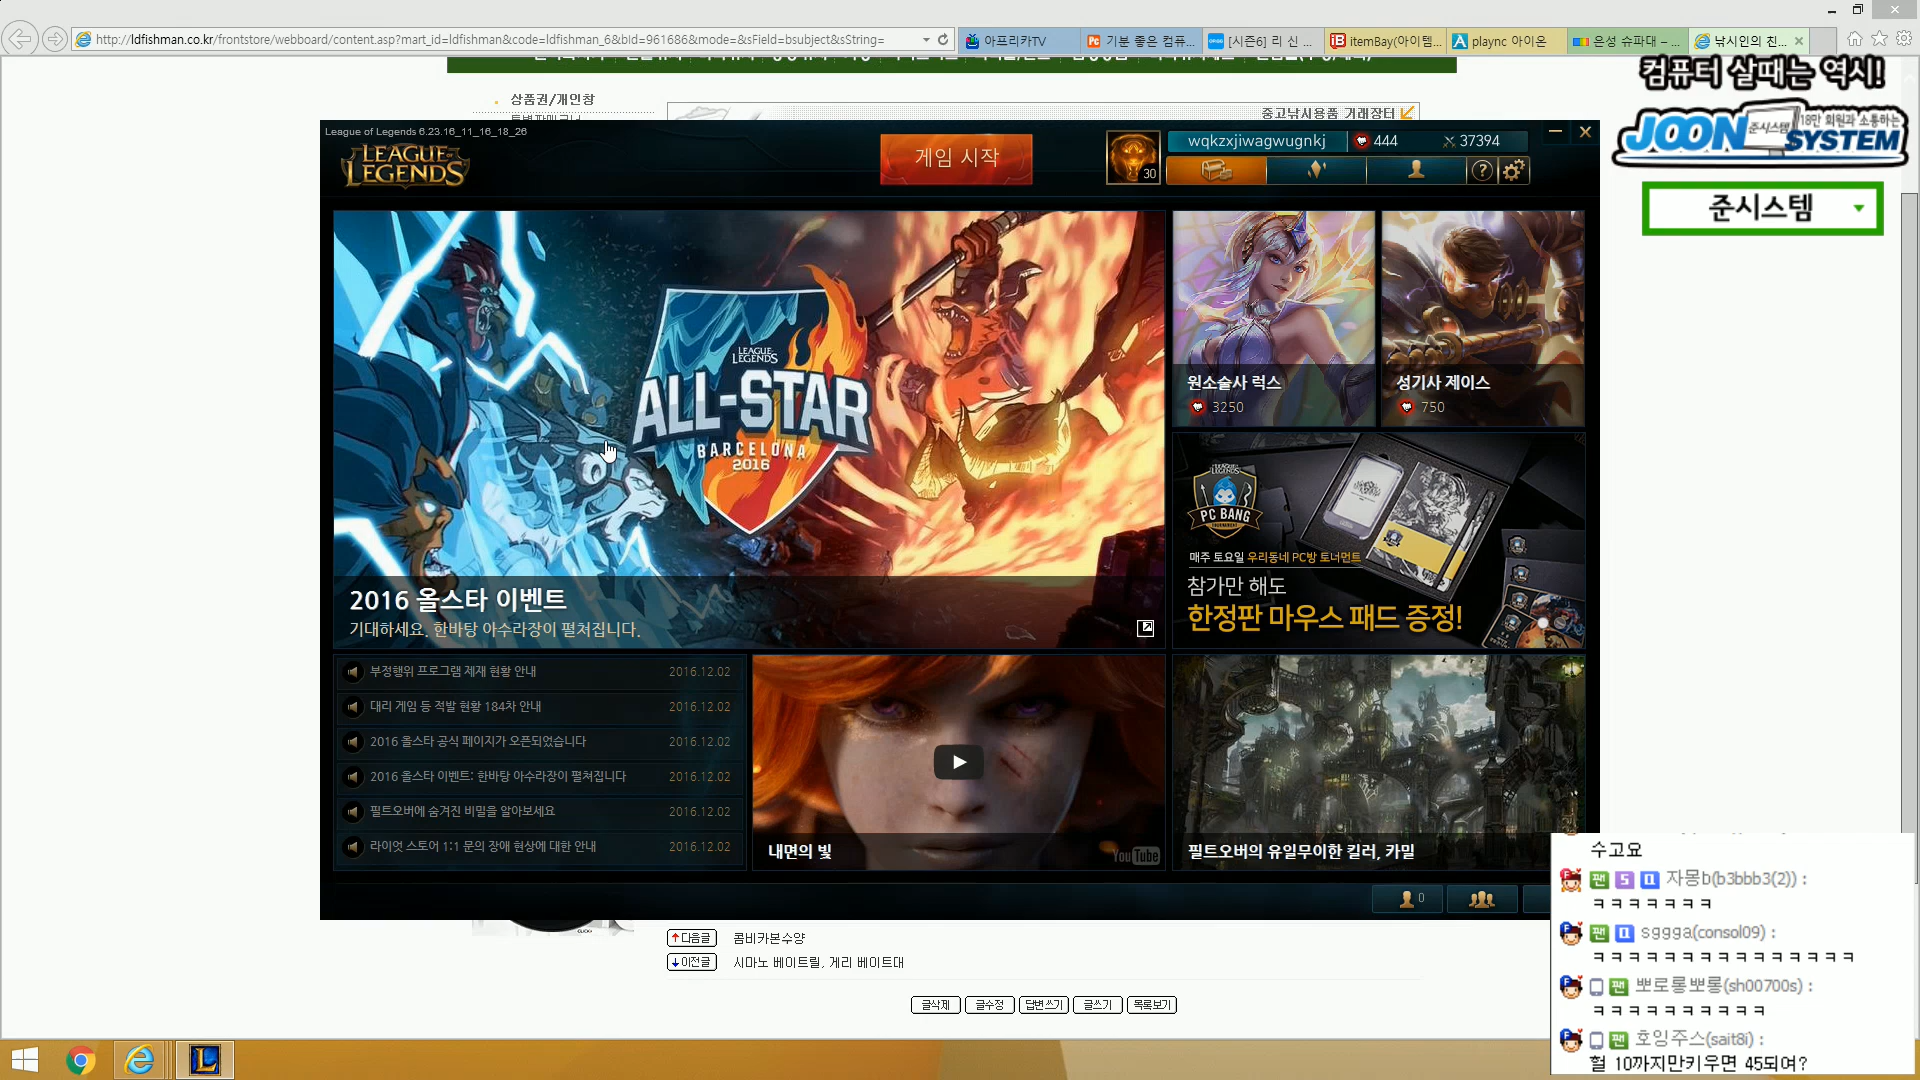 http://ldfishman.co.kr/frontstore/webboard/content.asp?mart_id=ldfishman&code=ldfishman_6&bId=961686&mode=&sField=bsubject&sString=
아프리카TV
기분 좋은 컴퓨...
[시즌6] 리 신 ...
itemBay(아이템...
plaync 아이온
은성 슈파대 – ...
낚시인의 친...
컴퓨터 살때는 역시!
18만 회원과 소통하는
JOON 준시스템 SYSTEM
준시스템
상품권/개인창
중고낚시용품 거래장터
League of Legends 6.23.16_11_16_18_26
LEAGUE OF LEGENDS
게임 시작
30
wqkzxjiwagwugnkj
444
37394
LEAGUE OF LEGENDS
ALL-STAR
BARCELONA
2016
2016 올스타 이벤트
기대하세요. 한바탕 아수라장이 펼쳐집니다.
원소술사 럭스
3250
성기사 제이스
750
LEAGUE OF LEGENDS
PC BANG
매주 토요일 우리동네 PC방 토너먼트
참가만 해도
한정판 마우스 패드 증정!
부정행위 프로그램 제재 현황 안내 2016.12.02
대리 게임 등 적발 현황 184차 안내 2016.12.02
2016 올스타 공식 페이지가 오픈되었습니다 2016.12.02
2016 올스타 이벤트: 한바탕 아수라장이 펼쳐집니다 2016.12.02
필트오버에 숨겨진 비밀을 알아보세요 2016.12.02
라이엇 스토어 1:1 문의 장애 현상에 대한 안내 2016.12.02
내면의 빛
YouTube
필트오버의 유일무이한 킬러, 카밀
0
다음글 콤비카본수양
이전글 시마노 베이트릴, 게리 베이트대
글삭제 글수정 답변쓰기 글쓰기 목록보기
수고요
팬 자몽b(b3bbb3(2)) :
ㅋㅋㅋㅋㅋㅋㅋ
팬 sggga(consol09) :
ㅋㅋㅋㅋㅋㅋㅋㅋㅋㅋㅋㅋㅋㅋㅋ
팬 뽀로롱뽀롱(sh00700s) :
ㅋㅋㅋㅋㅋㅋㅋㅋㅋㅋ
팬 호잉주스(sait8i) :
헐 10까지만키우면 45되여?